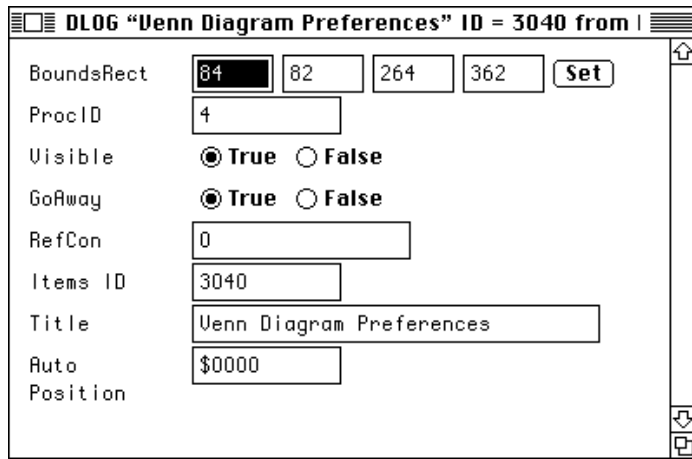 DLOG “Venn Diagram Preferences” ID = 3040 from
BoundsRect 84 82 264 362 Set
ProcID 4
Visible True False
GoAway True False
RefCon 0
Items ID 3040
Title Venn Diagram Preferences
Auto $0000
Position